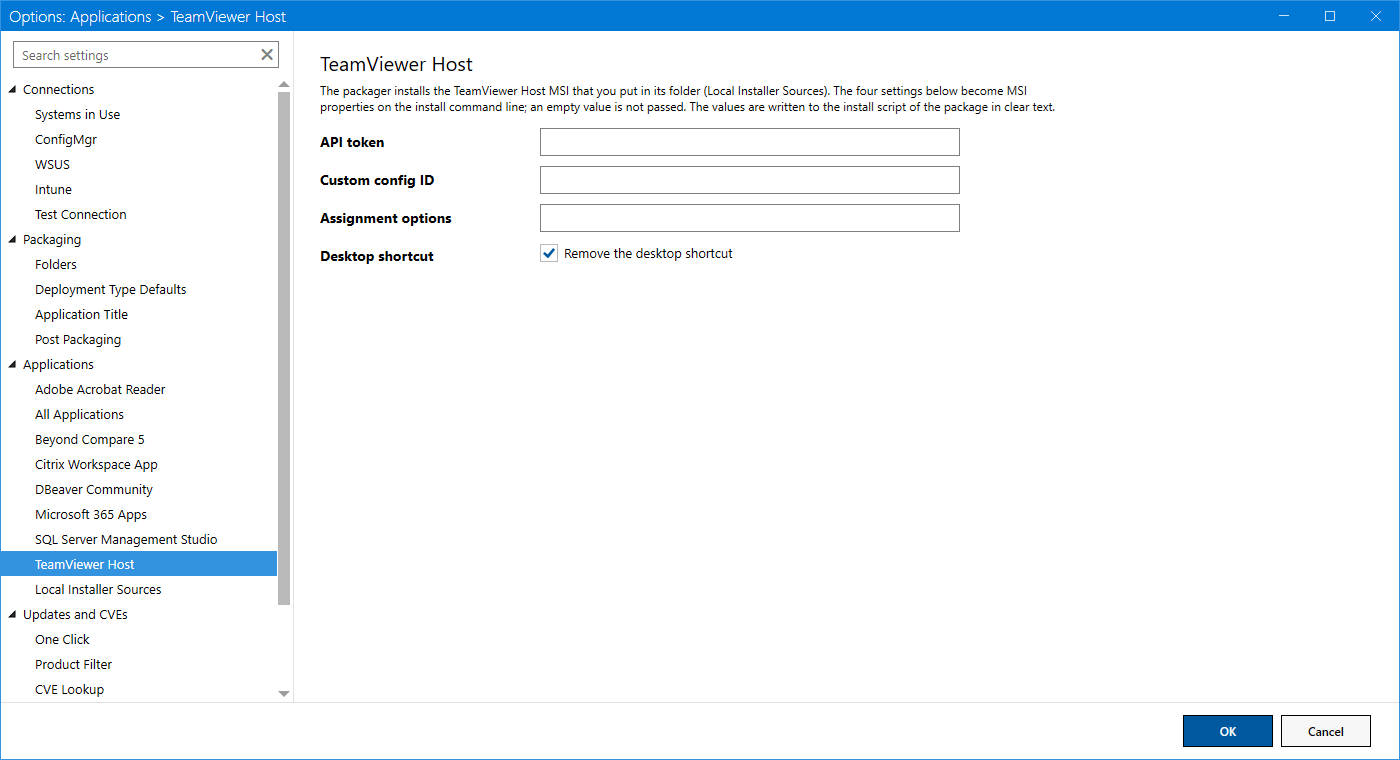 Options: Applications > TeamViewer Host
Search settings
Connections
Systems in Use
ConfigMgr
WSUS
Intune
Test Connection
Packaging
Folders
Deployment Type Defaults
Application Title
Post Packaging
Applications
Adobe Acrobat Reader
All Applications
Beyond Compare 5
Citrix Workspace App
DBeaver Community
Microsoft 365 Apps
SQL Server Management Studio
TeamViewer Host
Local Installer Sources
Updates and CVEs
One Click
Product Filter
CVE Lookup
TeamViewer Host
The packager installs the TeamViewer Host MSI that you put in its folder (Local Installer Sources). The four settings below become MSI
properties on the install command line; an empty value is not passed. The values are written to the install script of the package in clear text.
API token
Custom config ID
Assignment options
Desktop shortcut
Remove the desktop shortcut
OK
Cancel